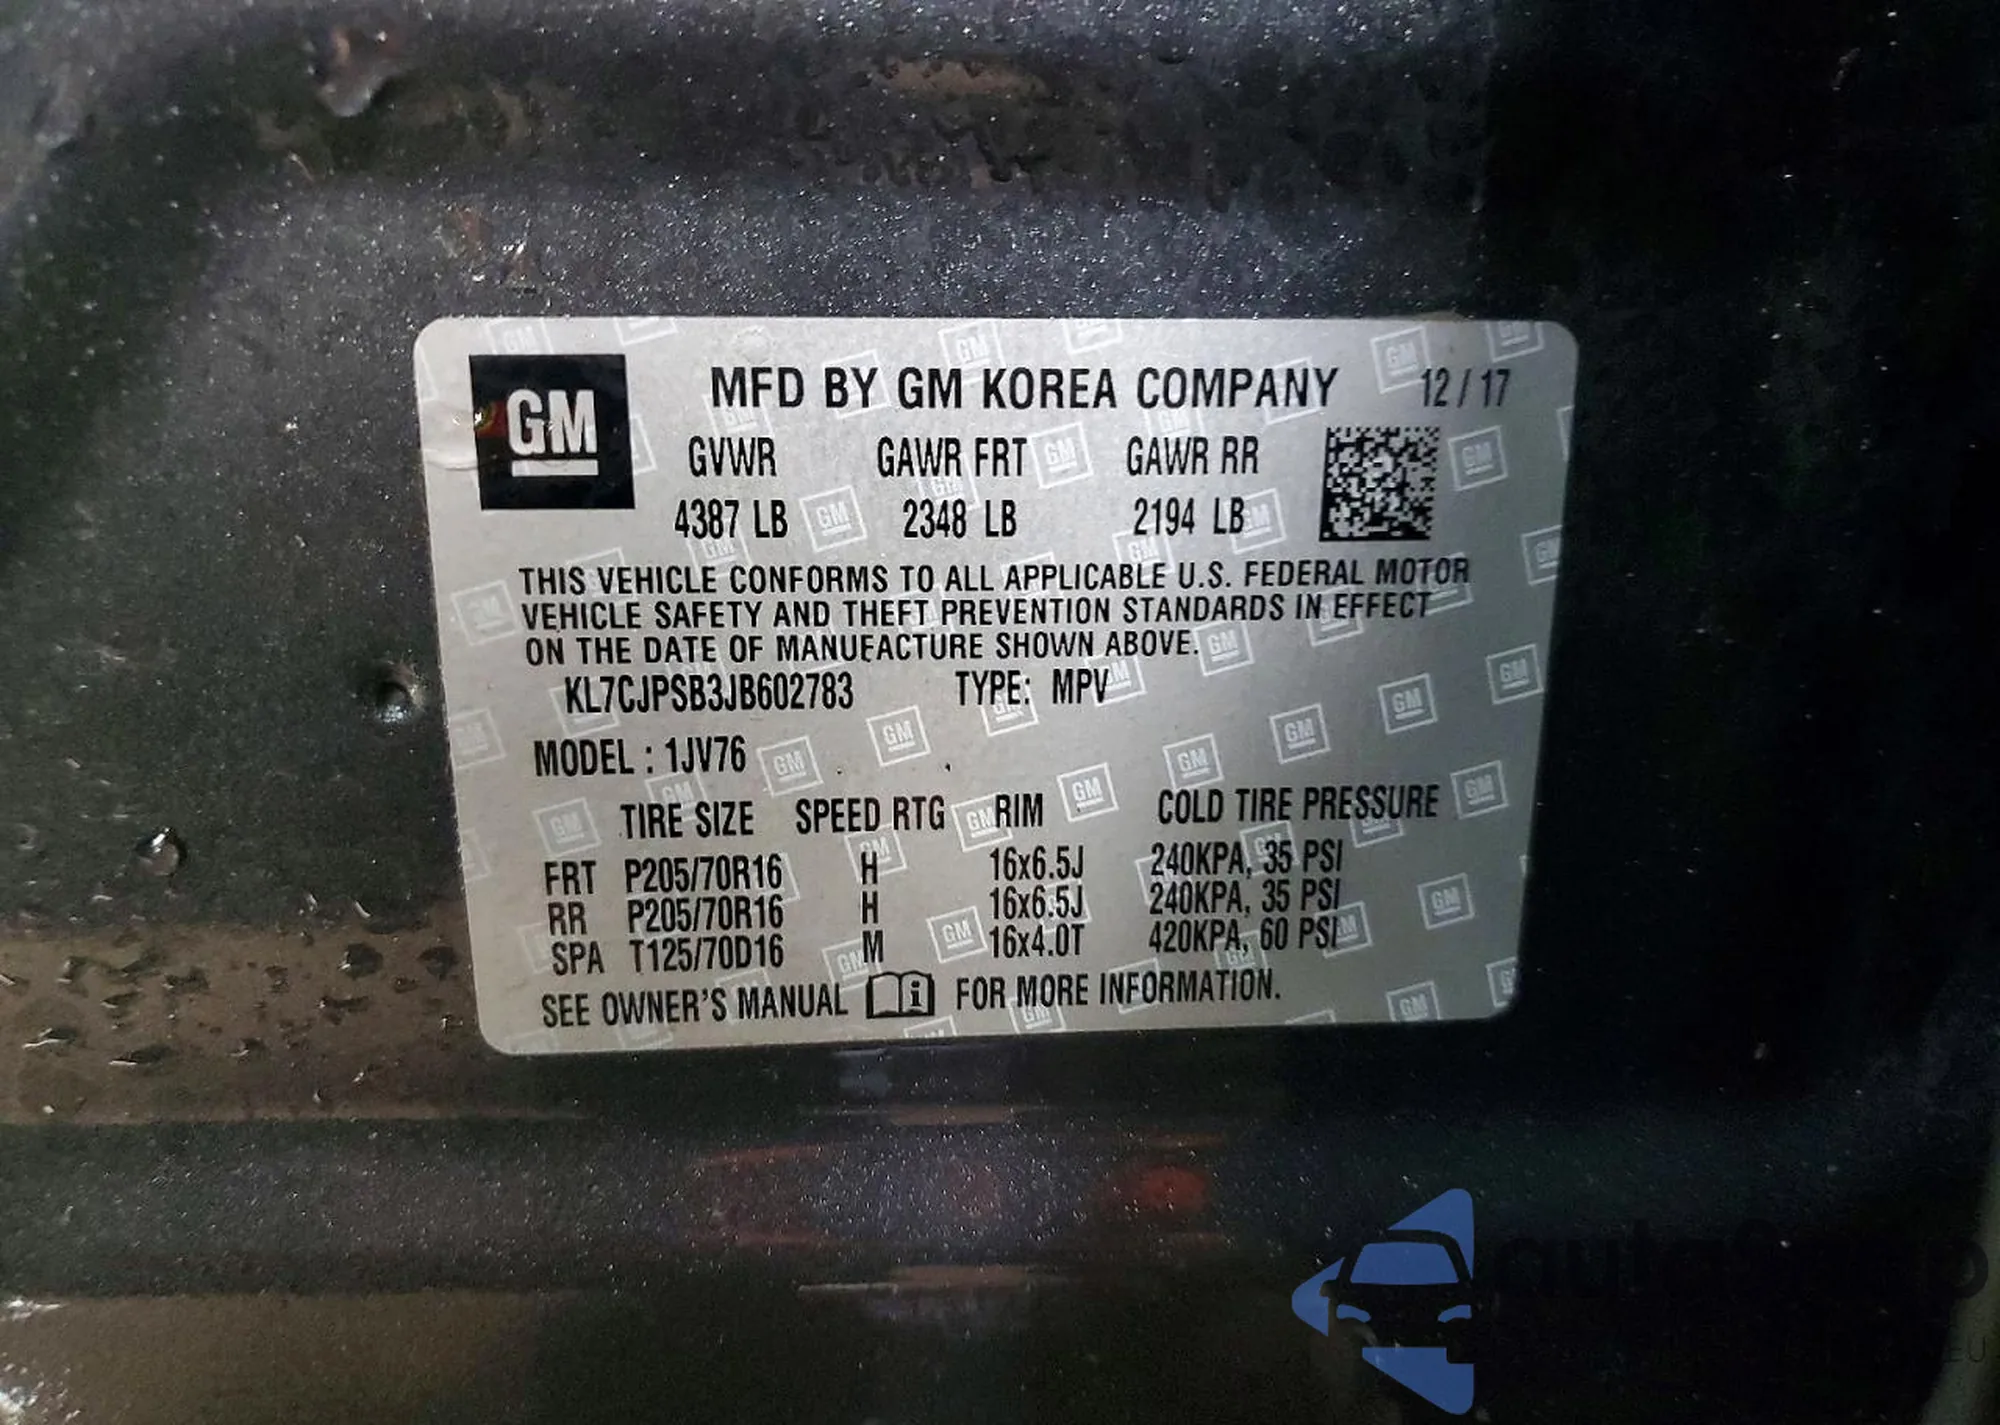 GM
MFD BY GM KOREA COMPANY 12/17
GVWR GAWR FRT GAWR RR
4387 LB 2348 LB 2194 LB
THIS VEHICLE CONFORMS TO ALL APPLICABLE U.S. FEDERAL MOTOR
VEHICLE SAFETY AND THEFT PREVENTION STANDARDS IN EFFECT
ON THE DATE OF MANUFACTURE SHOWN ABOVE.
KL7CJPSB3JB602783 TYPE: MPV
MODEL : 1JV76
TIRE SIZE SPEED RTG RIM COLD TIRE PRESSURE
FRT P205/70R16 H 16x6.5J 240KPA, 35 PSI
RR P205/70R16 H 16x6.5J 240KPA, 35 PSI
SPA T125/70D16 M 16x4.0T 420KPA, 60 PSI
SEE OWNER'S MANUAL FOR MORE INFORMATION.